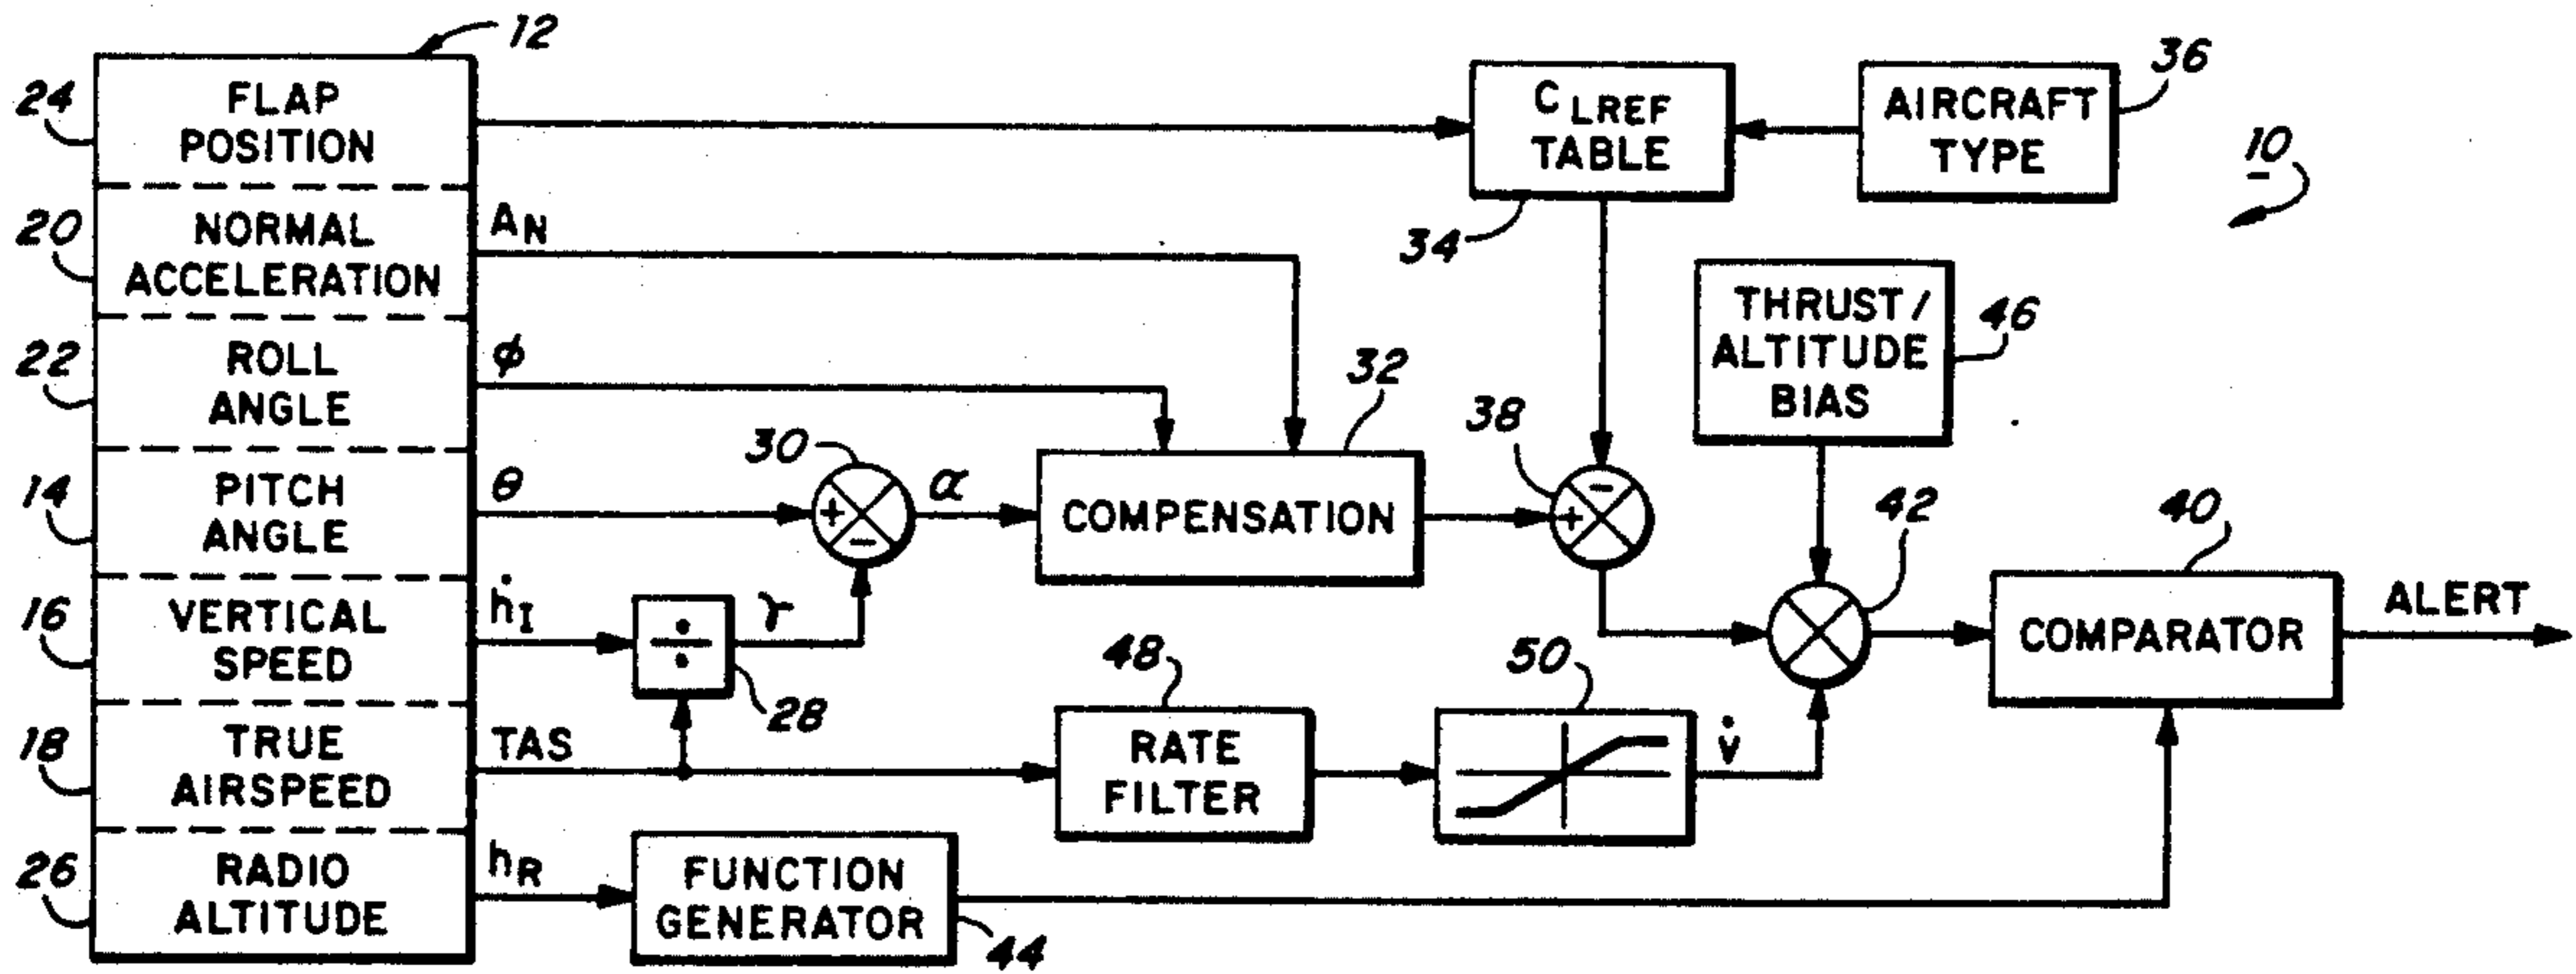 12
24
FLAP
POSITION
20
NORMAL
ACCELERATION
22
ROLL
ANGLE
14
PITCH
ANGLE
16
VERTICAL
SPEED
18
TRUE
AIRSPEED
26
RADIO
ALTITUDE
AN
ϕ
θ
ḣI
TAS
hR
÷
28
γ
30
+
−
α
32
COMPENSATION
CLREF
TABLE
34
AIRCRAFT
TYPE
36
10
38
−
+
THRUST/
ALTITUDE
BIAS
46
42
48
RATE
FILTER
50
v̇
FUNCTION
GENERATOR
44
40
COMPARATOR
ALERT